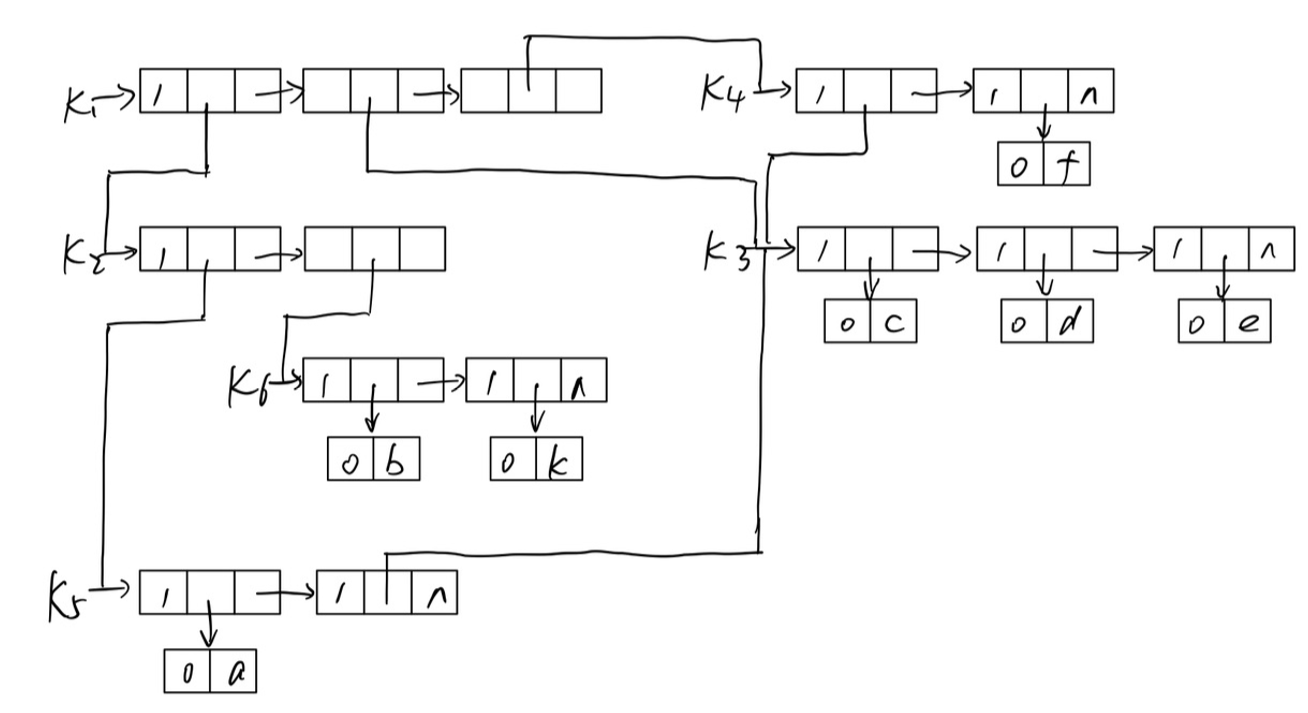 K1 1 K4 1 1 ∧
0 f
K2 1 K3 1 1 1 ∧
0 c 0 d 0 e
K6 1 1 ∧
0 b 0 k
K5 1 1 ∧
0 a